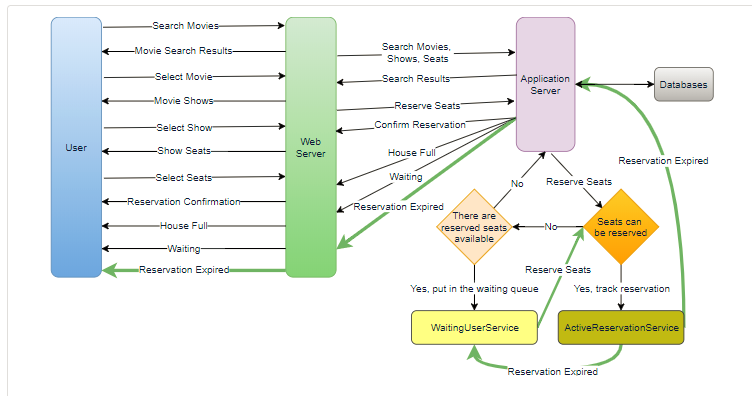 Search Movies
Movie Search Results
Select Movie
Movie Shows
Select Show
Show Seats
Select Seats
Reservation Confirmation
House Full
Waiting
Reservation Expired
User
Web
Server
Search Movies,
Shows, Seats
Search Results
Reserve Seats
Confirm Reservation
House Full
Waiting
Reservation Expired
Application
Server
Databases
Reservation Expired
No
Reserve Seats
There are
reserved seats
available
No
Seats can
be reserved
Reserve Seats
Yes, put in the waiting queue
Yes, track reservation
WaitingUserService
ActiveReservationService
Reservation Expired